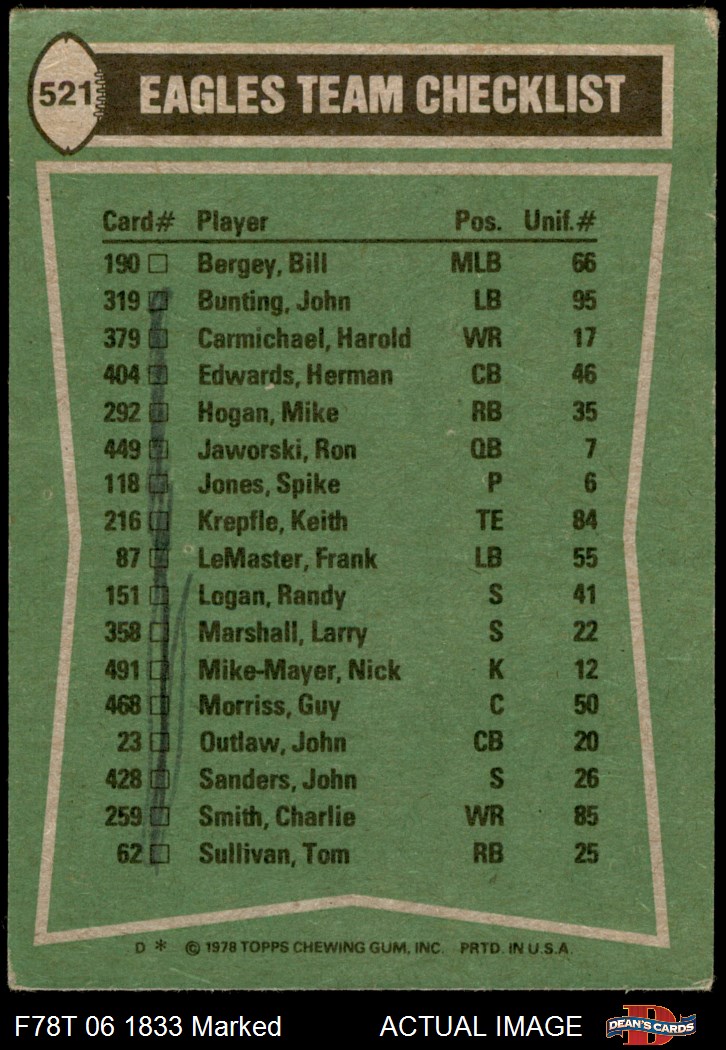 521 EAGLES TEAM CHECKLIST
Card# Player Pos. Unif.#
190 Bergey, Bill MLB 66
319 Bunting, John LB 95
379 Carmichael, Harold WR 17
404 Edwards, Herman CB 46
292 Hogan, Mike RB 35
449 Jaworski, Ron QB 7
118 Jones, Spike P 6
216 Krepfle, Keith TE 84
87 LeMaster, Frank LB 55
151 Logan, Randy S 41
358 Marshall, Larry S 22
491 Mike-Mayer, Nick K 12
468 Morriss, Guy C 50
23 Outlaw, John CB 20
428 Sanders, John S 26
259 Smith, Charlie WR 85
62 Sullivan, Tom RB 25
D * © 1978 TOPPS CHEWING GUM, INC. PRTD. IN U.S.A.
F78T 06 1833 Marked ACTUAL IMAGE D DEAN'S CARDS